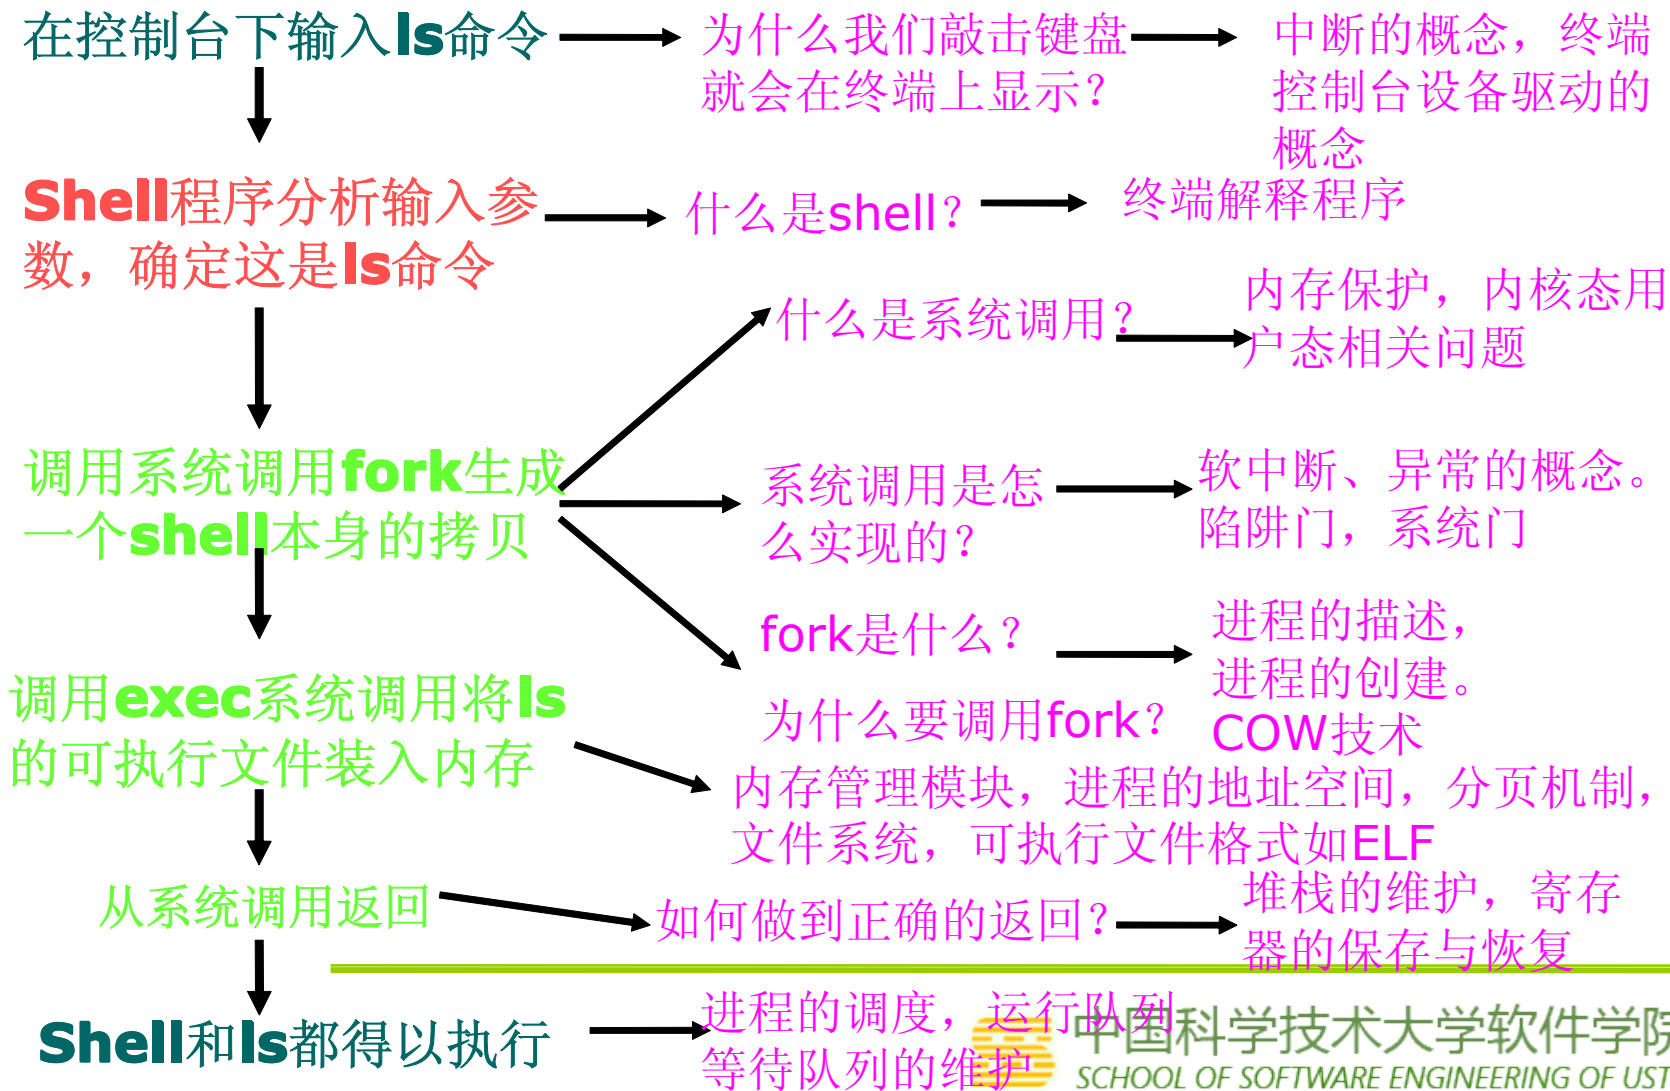 在控制台下输入ls命令
为什么我们敲击键盘
就会在终端上显示?
中断的概念，终端
控制台设备驱动的
概念
Shell程序分析输入参
数，确定这是ls命令
什么是shell?
终端解释程序
什么是系统调用?
内存保护，内核态用
户态相关问题
调用系统调用fork生成
一个shell本身的拷贝
系统调用是怎
么实现的?
软中断、异常的概念。
陷阱门，系统门
fork是什么?
为什么要调用fork?
进程的描述，
进程的创建。
COW技术
调用exec系统调用将ls
的可执行文件装入内存
内存管理模块，进程的地址空间，分页机制，
文件系统，可执行文件格式如ELF
从系统调用返回
如何做到正确的返回?
堆栈的维护，寄存
器的保存与恢复
Shell和ls都得以执行
进程的调度，运行队列
等待队列的维护
中国科学技术大学软件学院
SCHOOL OF SOFTWARE ENGINEERING OF UST